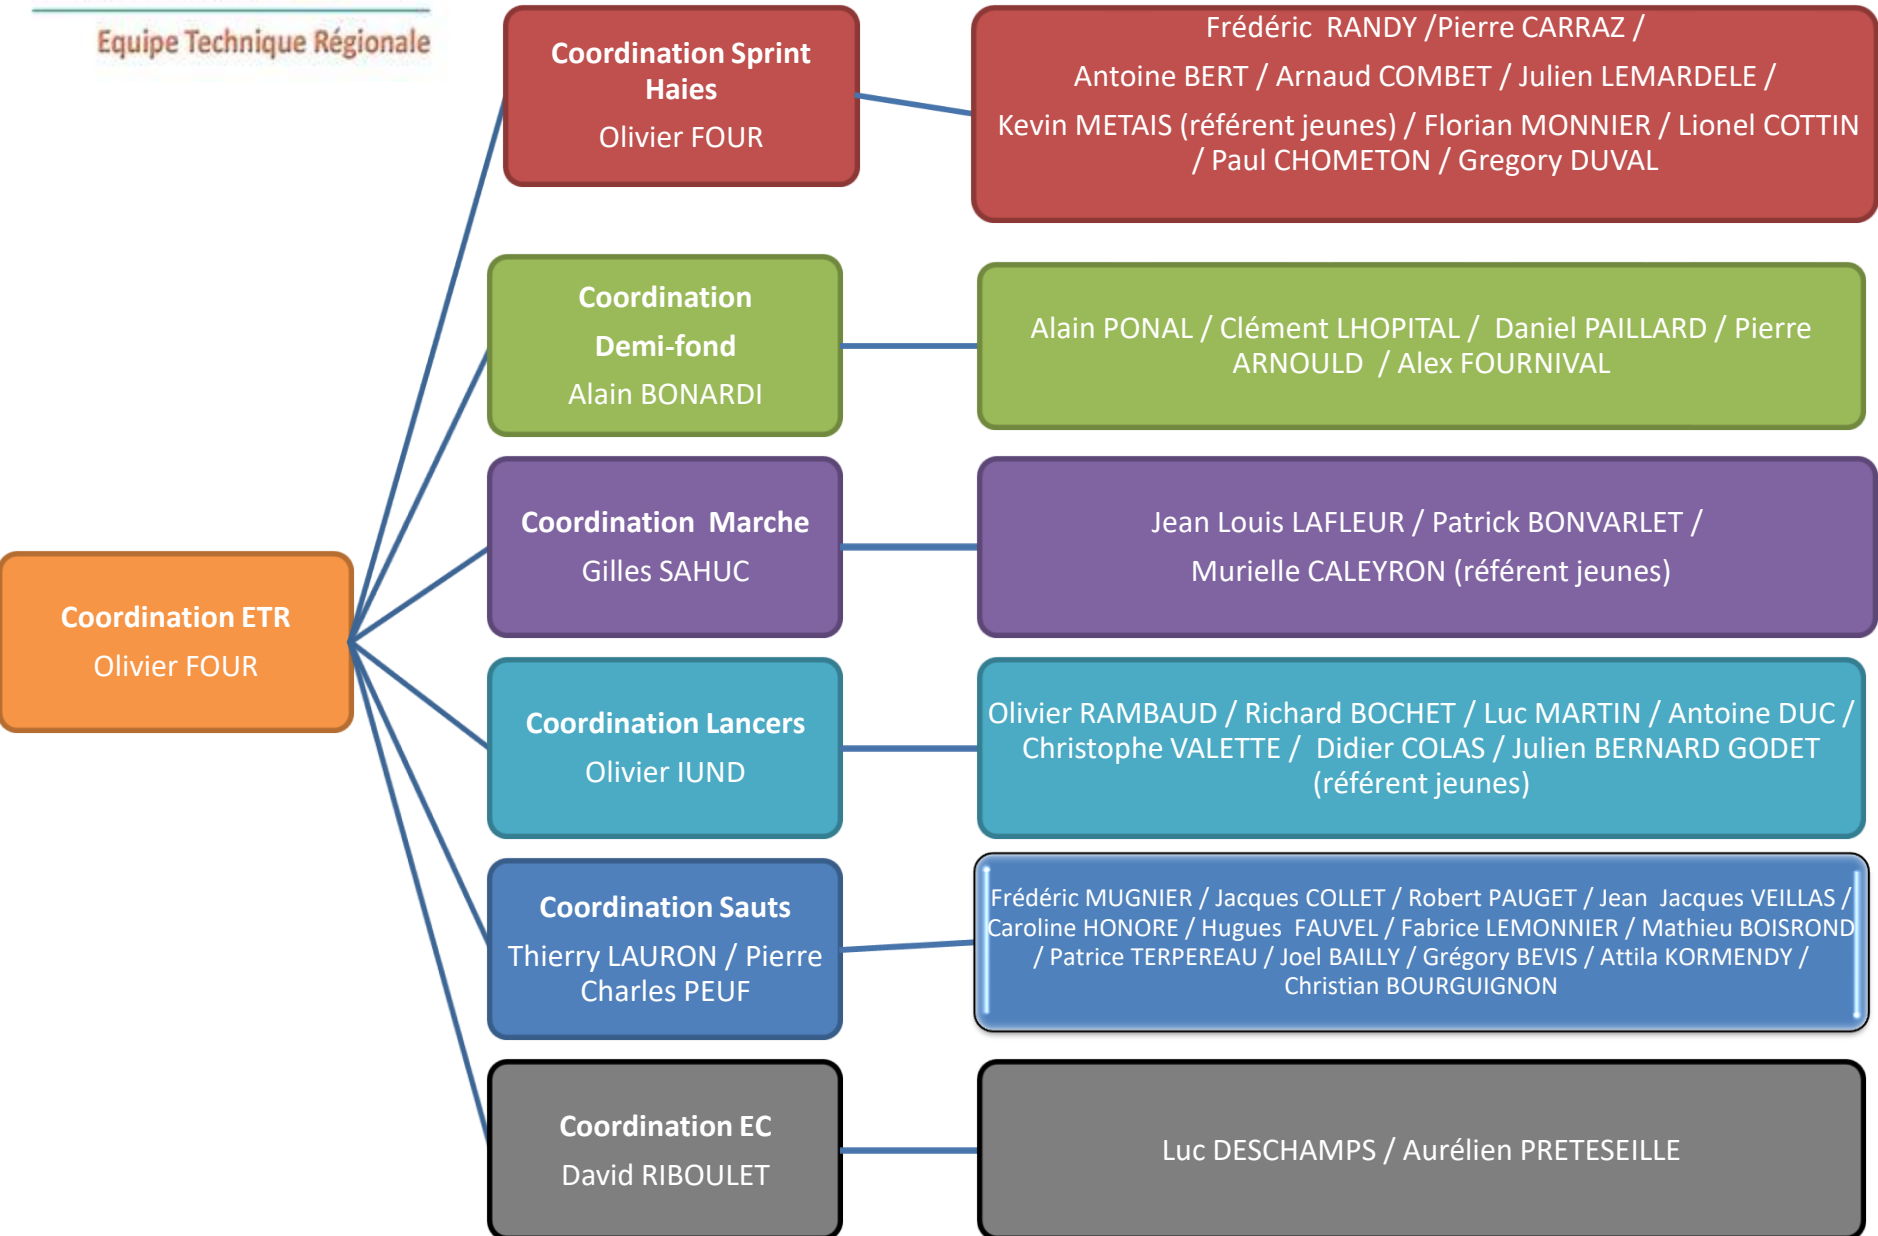 Equipe Technique Régionale
Coordination Sprint
Haies
Olivier FOUR
Frédéric RANDY /Pierre CARRAZ /
Antoine BERT / Arnaud COMBET / Julien LEMARDELE /
Kevin METAIS (référent jeunes) / Florian MONNIER / Lionel COTTIN
/ Paul CHOMETON / Gregory DUVAL
Coordination
Demi-fond
Alain BONARDI
Alain PONAL / Clément LHOPITAL / Daniel PAILLARD / Pierre
ARNOULD / Alex FOURNIVAL
Coordination Marche
Gilles SAHUC
Jean Louis LAFLEUR / Patrick BONVARLET /
Murielle CALEYRON (référent jeunes)
Coordination ETR
Olivier FOUR
Coordination Lancers
Olivier IUND
Olivier RAMBAUD / Richard BOCHET / Luc MARTIN / Antoine DUC /
Christophe VALETTE / Didier COLAS / Julien BERNARD GODET
(référent jeunes)
Coordination Sauts
Thierry LAURON / Pierre
Charles PEUF
Frédéric MUGNIER / Jacques COLLET / Robert PAUGET / Jean Jacques VEILLAS /
Caroline HONORE / Hugues FAUVEL / Fabrice LEMONNIER / Mathieu BOISROND
/ Patrice TERPEREAU / Joel BAILLY / Grégory BEVIS / Attila KORMENDY /
Christian BOURGUIGNON
Coordination EC
David RIBOULET
Luc DESCHAMPS / Aurélien PRETESEILLE